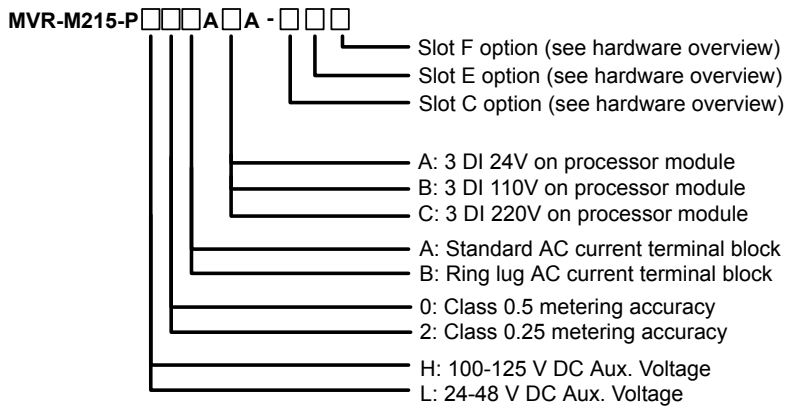 MVR-M215-P□□□A□A - □□□
Slot F option (see hardware overview)
Slot E option (see hardware overview)
Slot C option (see hardware overview)
A: 3 DI 24V on processor module
B: 3 DI 110V on processor module
C: 3 DI 220V on processor module
A: Standard AC current terminal block
B: Ring lug AC current terminal block
0: Class 0.5 metering accuracy
2: Class 0.25 metering accuracy
H: 100-125 V DC Aux. Voltage
L: 24-48 V DC Aux. Voltage